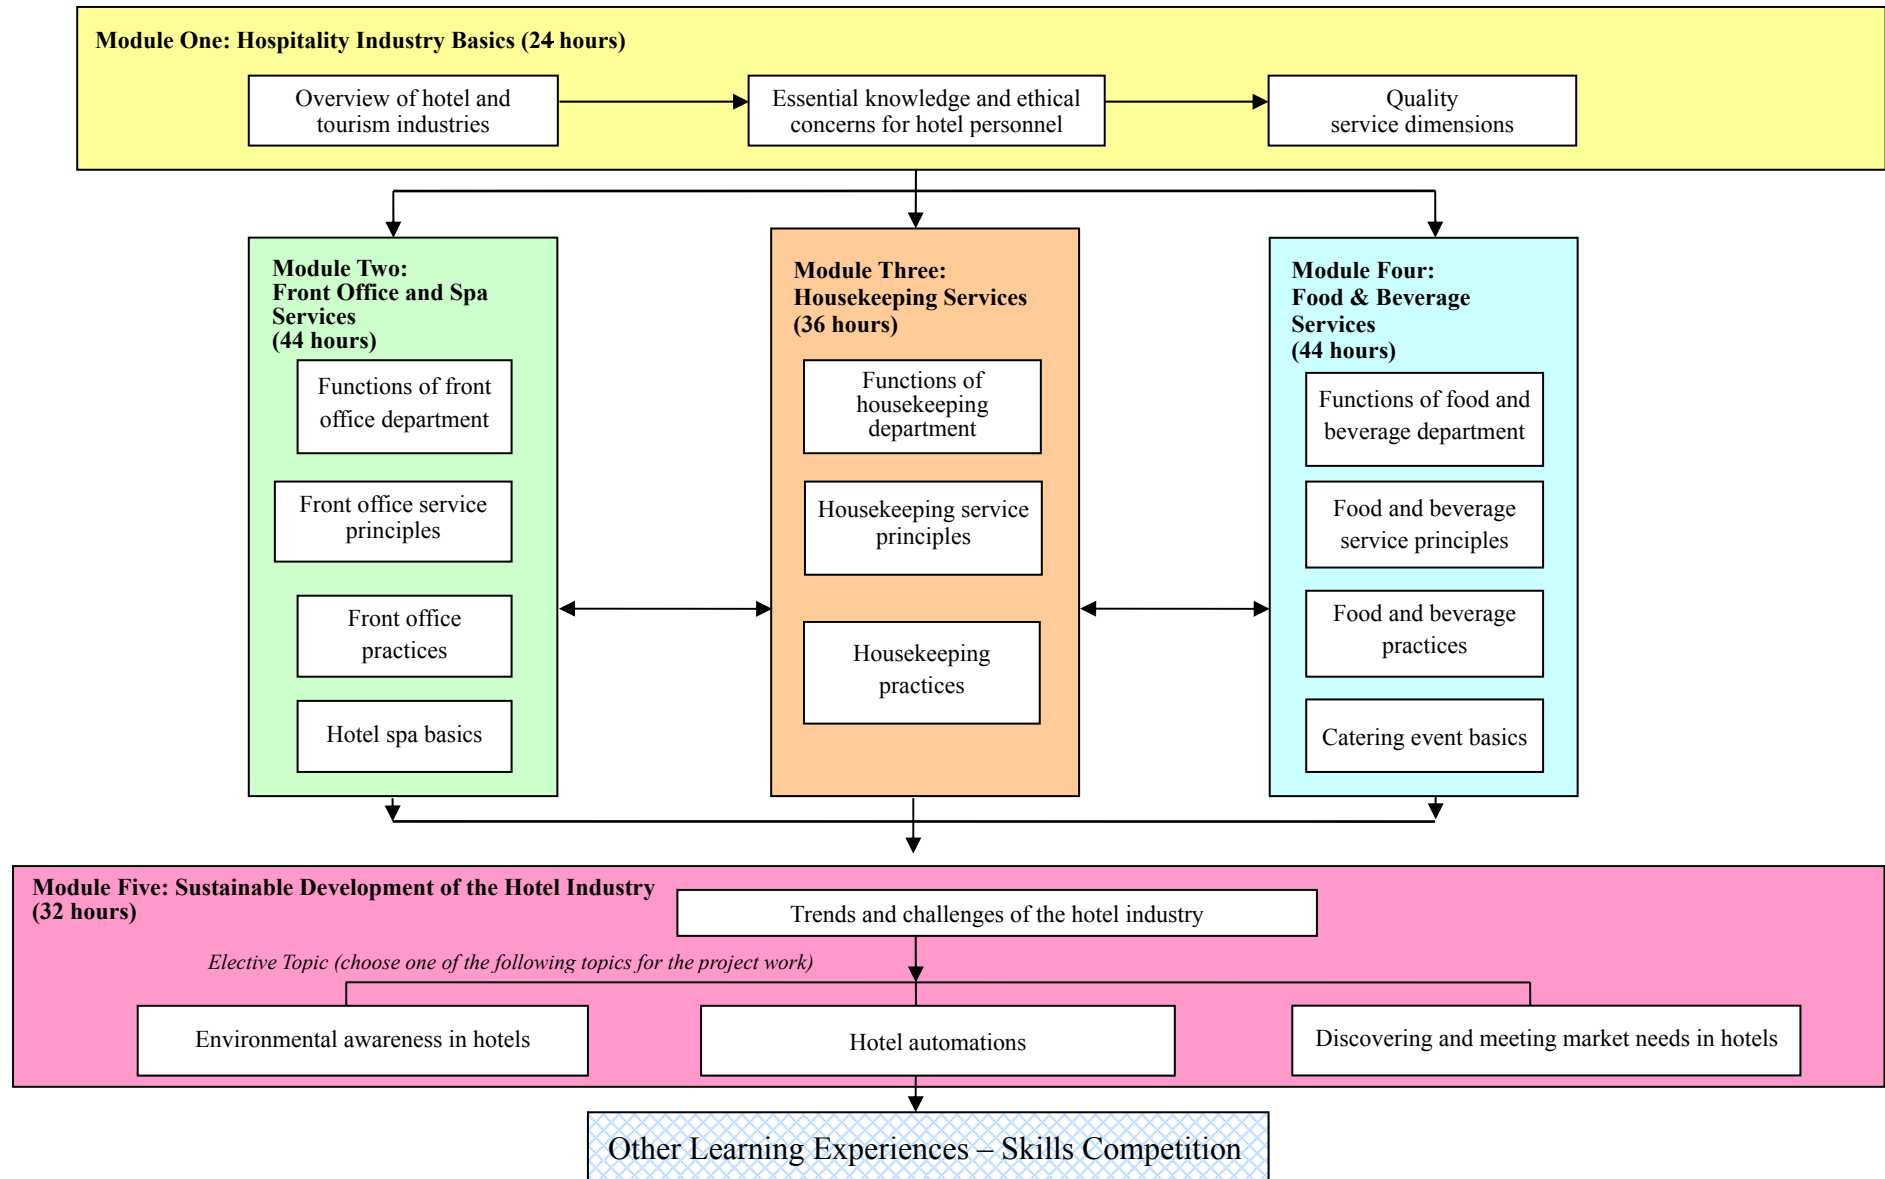 Module One: Hospitality Industry Basics (24 hours)
Overview of hotel and
tourism industries
Essential knowledge and ethical
concerns for hotel personnel
Quality
service dimensions
Module Two:
Front Office and Spa
Services
(44 hours)
Functions of front
office department
Front office service
principles
Front office
practices
Hotel spa basics
Module Three:
Housekeeping Services
(36 hours)
Functions of
housekeeping
department
Housekeeping service
principles
Housekeeping
practices
Module Four:
Food & Beverage
Services
(44 hours)
Functions of food and
beverage department
Food and beverage
service principles
Food and beverage
practices
Catering event basics
Module Five: Sustainable Development of the Hotel Industry
(32 hours)
Trends and challenges of the hotel industry
Elective Topic (choose one of the following topics for the project work)
Environmental awareness in hotels
Hotel automations
Discovering and meeting market needs in hotels
Other Learning Experiences – Skills Competition